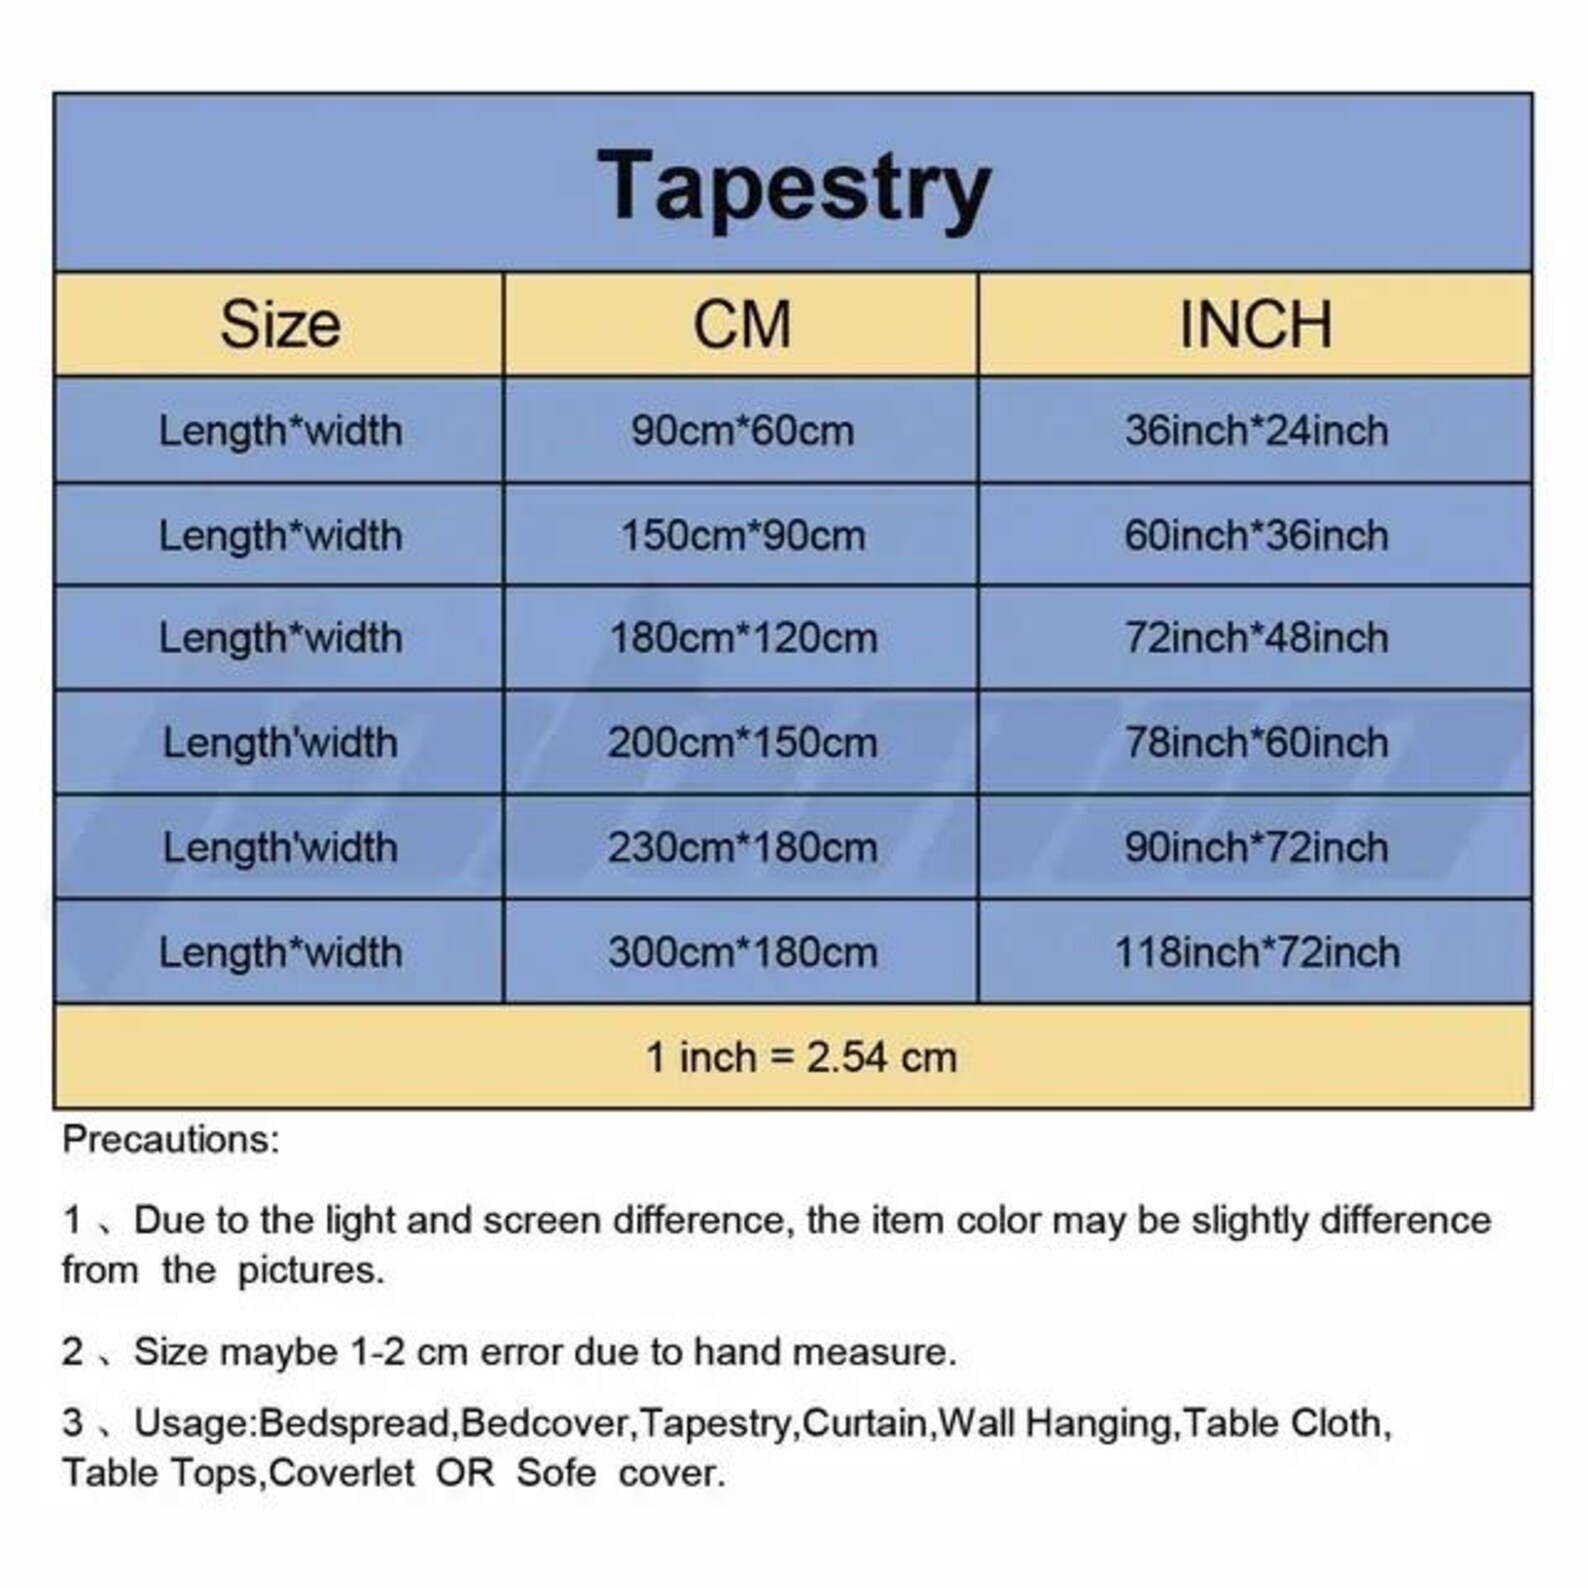 Tapestry
Size CM INCH
Length*width 90cm*60cm 36inch*24inch
Length*width 150cm*90cm 60inch*36inch
Length*width 180cm*120cm 72inch*48inch
Length'width 200cm*150cm 78inch*60inch
Length'width 230cm*180cm 90inch*72inch
Length*width 300cm*180cm 118inch*72inch
1 inch = 2.54 cm
Precautions:
1、Due to the light and screen difference, the item color may be slightly difference
from the pictures.
2、Size maybe 1-2 cm error due to hand measure.
3、Usage:Bedspread,Bedcover,Tapestry,Curtain,Wall Hanging,Table Cloth,
Table Tops,Coverlet OR Sofe cover.